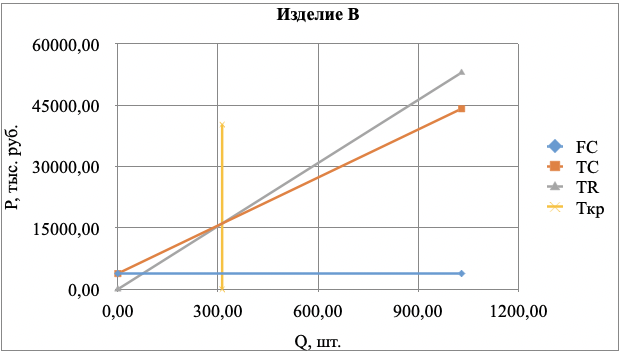 Изделие В
60000,00
45000,00
30000,00
15000,00
0,00
P, тыс. руб.
0,00 300,00 600,00 900,00 1200,00
Q, шт.
FC
TC
TR
Ткр